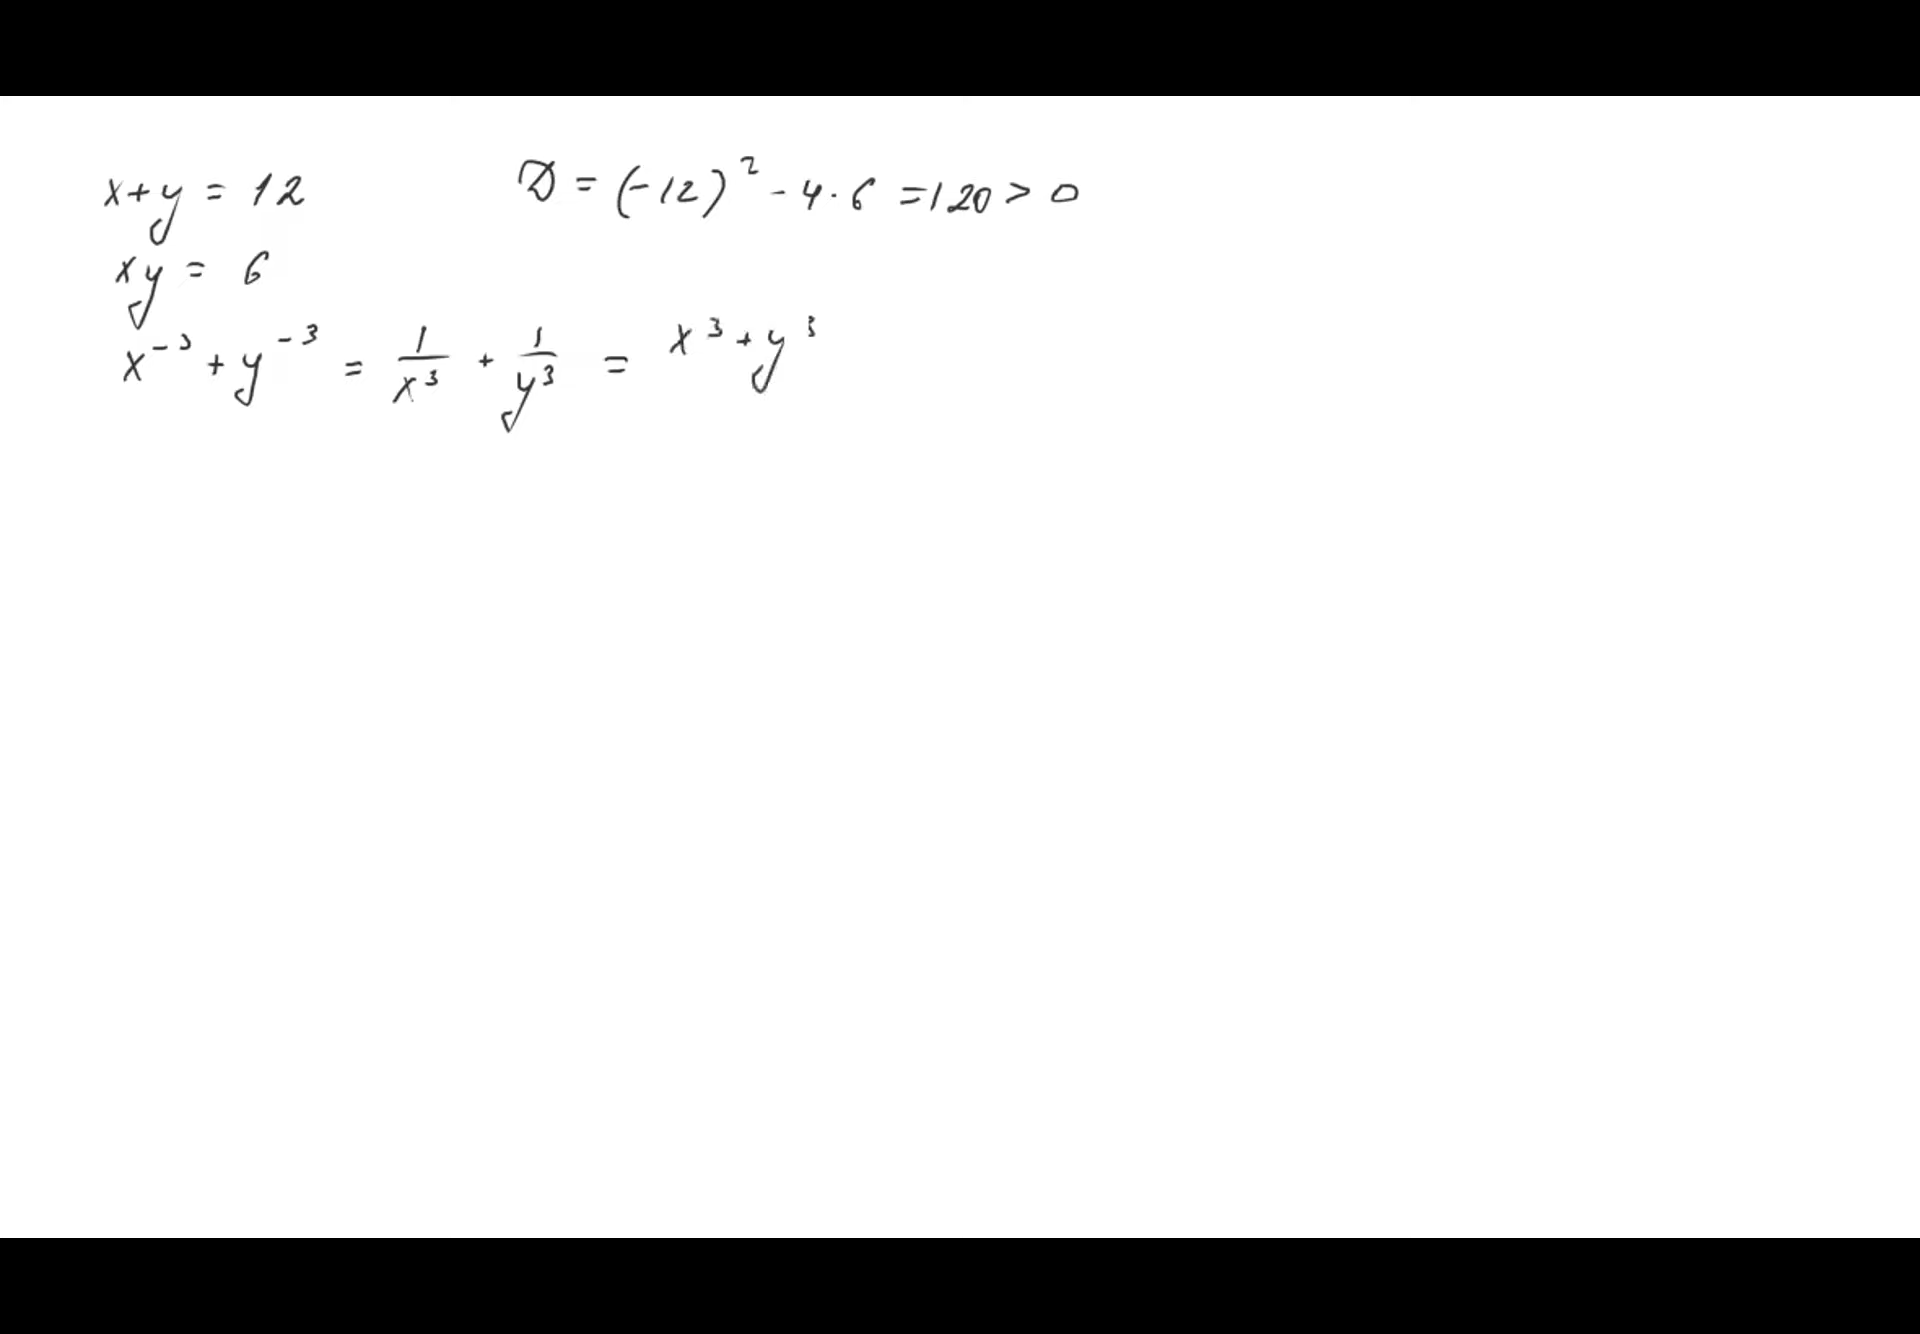 x+y = 12
D = (-12)² - 4·6 = 120 > 0
xy = 6
x⁻³ + y⁻³ = 1/x³ + 1/y³ = x³ + y³